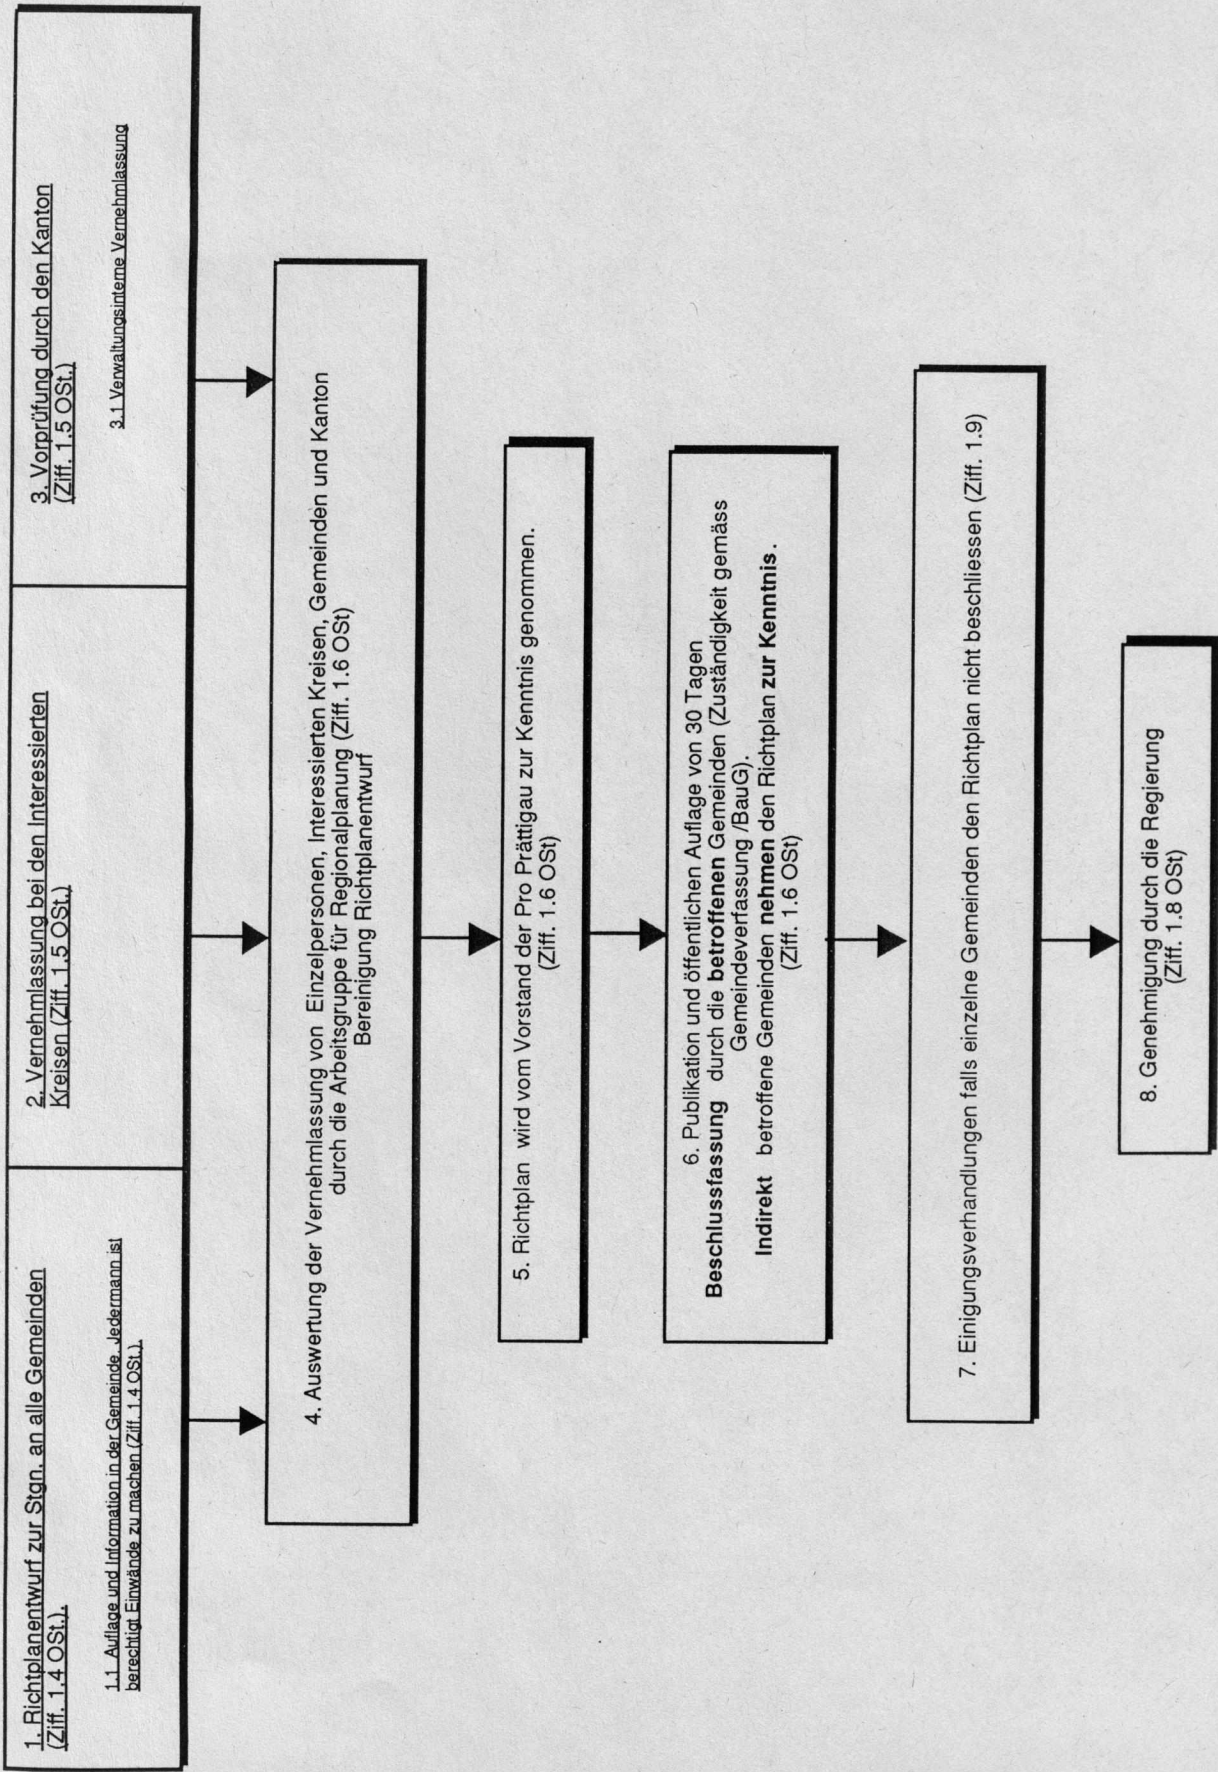 1. Richtplanentwurf zur Stgn. an alle Gemeinden
(Ziff. 1.4 OSt.).
1.1 Auflage und Information in der Gemeinde. Jedermann ist
berechtigt Einwände zu machen (Ziff. 1.4 OSt.).
2. Vernehmlassung bei den Interessierten
Kreisen (Ziff. 1.5 OSt.)
3. Vorprüfung durch den Kanton
(Ziff. 1.5 OSt.)
3.1 Verwaltungsinterne Vernehmlassung
4. Auswertung der Vernehmlassung von Einzelpersonen, Interessierten Kreisen, Gemeinden und Kanton
durch die Arbeitsgruppe für Regionalplanung (Ziff. 1.6 OSt)
Bereinigung Richtplanentwurf
5. Richtplan wird vom Vorstand der Pro Prättigau zur Kenntnis genommen.
(Ziff. 1.6 OSt)
6. Publikation und öffentlichen Auflage von 30 Tagen
Beschlussfassung durch die betroffenen Gemeinden (Zuständigkeit gemäss
Gemeindeverfassung /BauG).
Indirekt betroffene Gemeinden nehmen den Richtplan zur Kenntnis .
(Ziff. 1.6 OSt)
7. Einigungsverhandlungen falls einzelne Gemeinden den Richtplan nicht beschliessen (Ziff. 1.9)
8. Genehmigung durch die Regierung
(Ziff. 1.8 OSt)